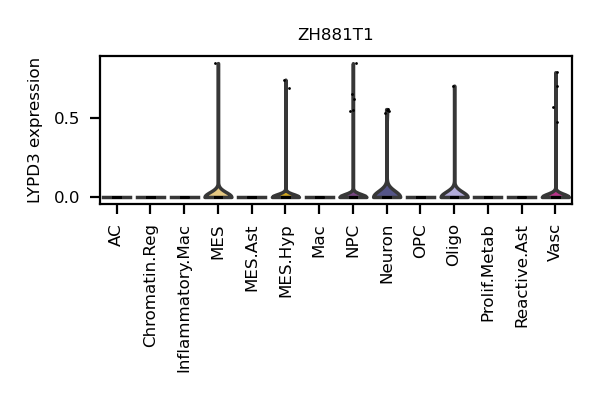 ZH881T1
LYPD3 expression
0.5
0.0
AC
Chromatin.Reg
Inflammatory.Mac
MES
MES.Ast
MES.Hyp
Mac
NPC
Neuron
OPC
Oligo
Prolif.Metab
Reactive.Ast
Vasc